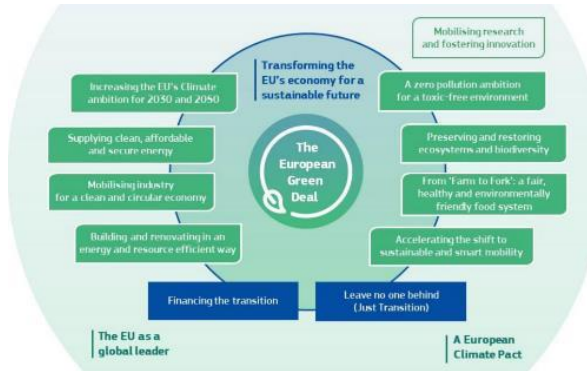 Mobilising research
and fostering innovation
Transforming the
EU's economy for a
sustainable future
Increasing the EU's Climate
ambition for 2030 and 2050
A zero pollution ambition
for a toxic-free environment
Supplying clean, affordable
and secure energy
Preserving and restoring
ecosystems and biodiversity
The
European
Green
Deal
Mobilising industry
for a clean and circular economy
From 'Farm to Fork': a fair,
healthy and environmentally
friendly food system
Building and renovating in an
energy and resource efficient way
Accelerating the shift to
sustainable and smart mobility
Financing the transition
Leave no one behind
(Just Transition)
The EU as a
global leader
A European
Climate Pact